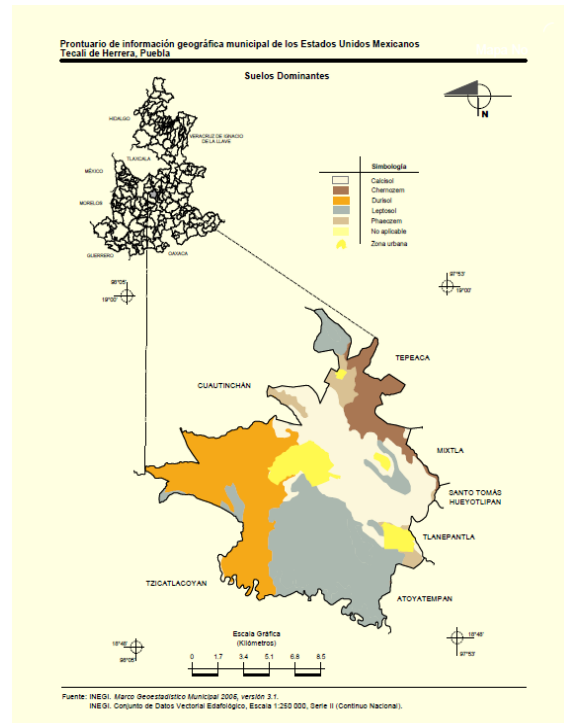 Prontuario de información geográfica municipal de los Estados Unidos Mexicanos
Tecali de Herrera, Puebla
Suelos Dominantes
N
HIDALGO
VERACRUZ DE IGNACIO
DE LA LLAVE
TLAXCALA
MÉXICO
MORELOS
GUERRERO
OAXACA
Simbología
Calcisol
Chernozem
Durisol
Leptosol
Phaeozem
No aplicable
Zona urbana
98°05'
19°00'
97°53'
19°00'
TEPEACA
CUAUTINCHÁN
MIXTLA
SANTO TOMÁS
HUEYOTLIPAN
TLANEPANTLA
TZICATLACOYAN
ATOYATEMPAN
18°48'
98°05'
18°48'
97°53'
Escala Gráfica
(Kilómetros)
0 1.7 3.4 5.1 6.8 8.5
Fuente: INEGI. Marco Geoestadístico Municipal 2005, versión 3.1.
INEGI. Conjunto de Datos Vectorial Edafológico, Escala 1:250 000, Serie II (Continuo Nacional).